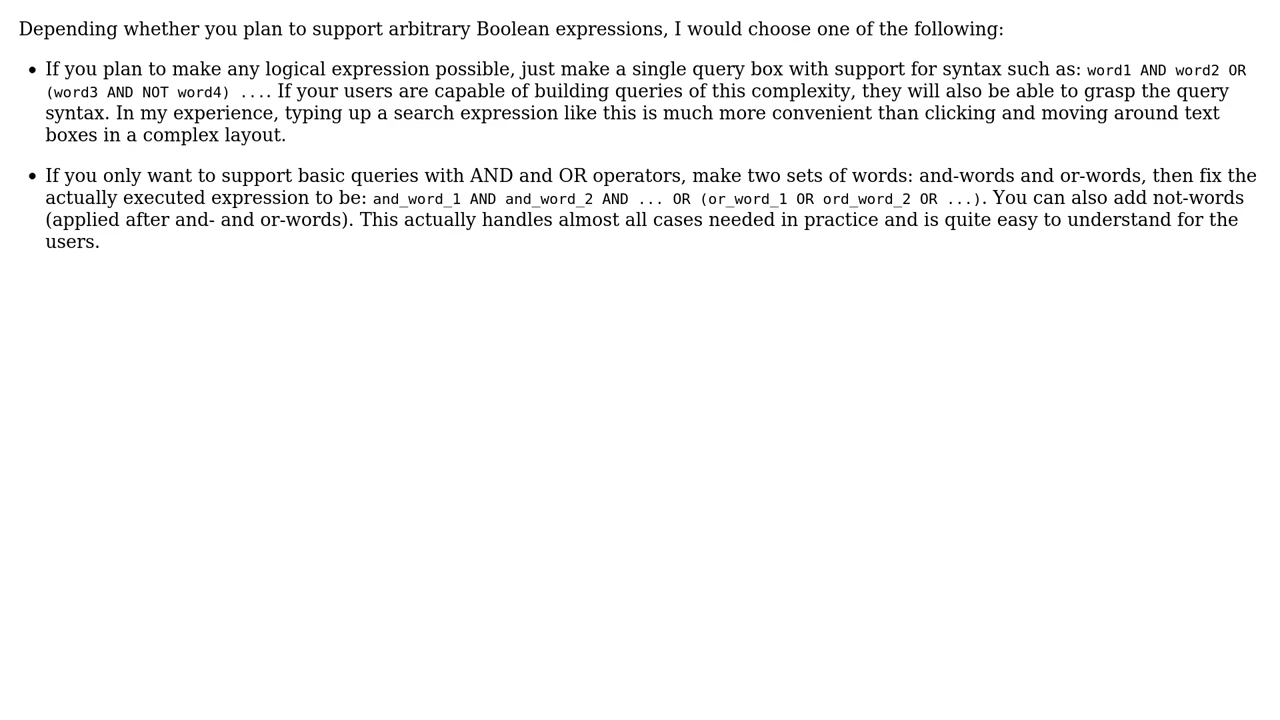 Depending whether you plan to support arbitrary Boolean expressions, I would choose one of the following:
• If you plan to make any logical expression possible, just make a single query box with support for syntax such as: word1 AND word2 OR
(word3 AND NOT word4) .... If your users are capable of building queries of this complexity, they will also be able to grasp the query
syntax. In my experience, typing up a search expression like this is much more convenient than clicking and moving around text
boxes in a complex layout.
• If you only want to support basic queries with AND and OR operators, make two sets of words: and-words and or-words, then fix the
actually executed expression to be: and_word_1 AND and_word_2 AND ... OR (or_word_1 OR ord_word_2 OR ...). You can also add not-words
(applied after and- and or-words). This actually handles almost all cases needed in practice and is quite easy to understand for the
users.